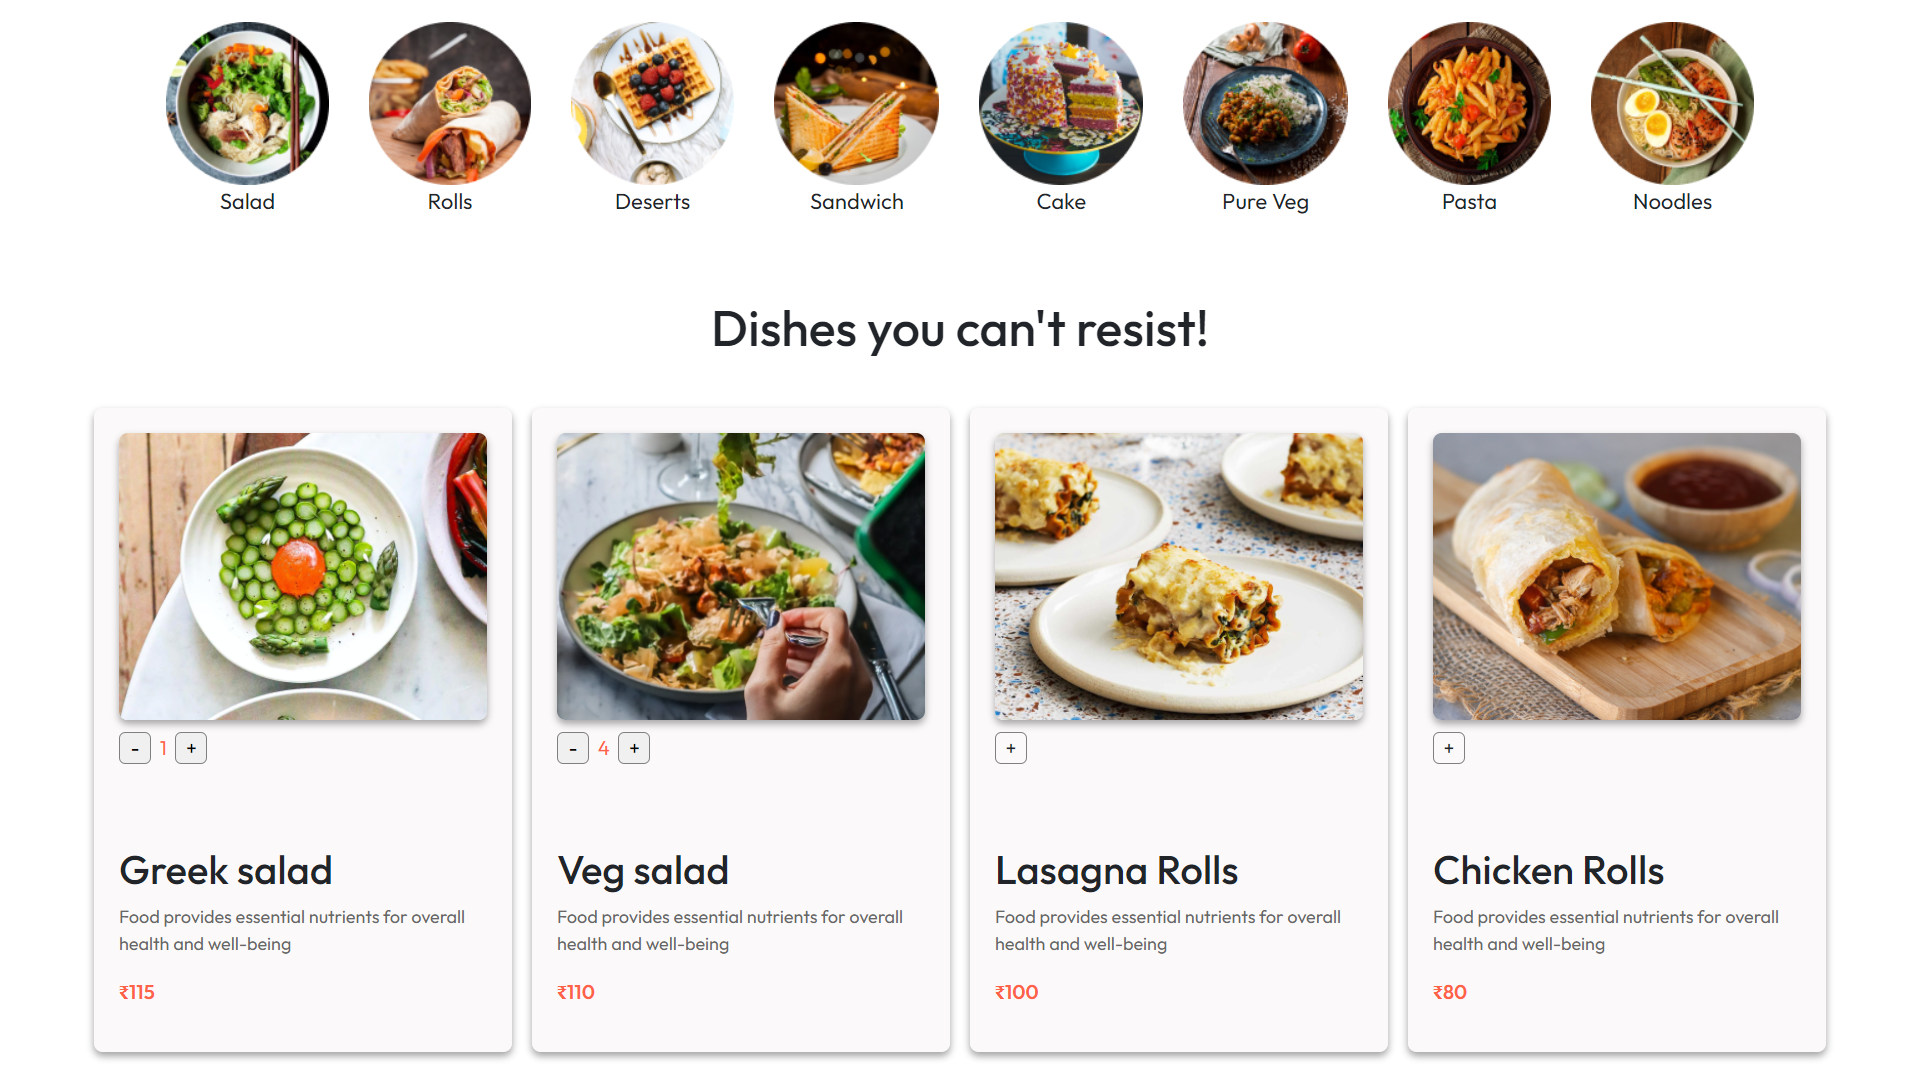 Salad
Rolls
Deserts
Sandwich
Cake
Pure Veg
Pasta
Noodles
Dishes you can't resist!
- 1 +
Greek salad
Food provides essential nutrients for overall
health and well-being
₹115
- 4 +
Veg salad
Food provides essential nutrients for overall
health and well-being
₹110
+
Lasagna Rolls
Food provides essential nutrients for overall
health and well-being
₹100
+
Chicken Rolls
Food provides essential nutrients for overall
health and well-being
₹80